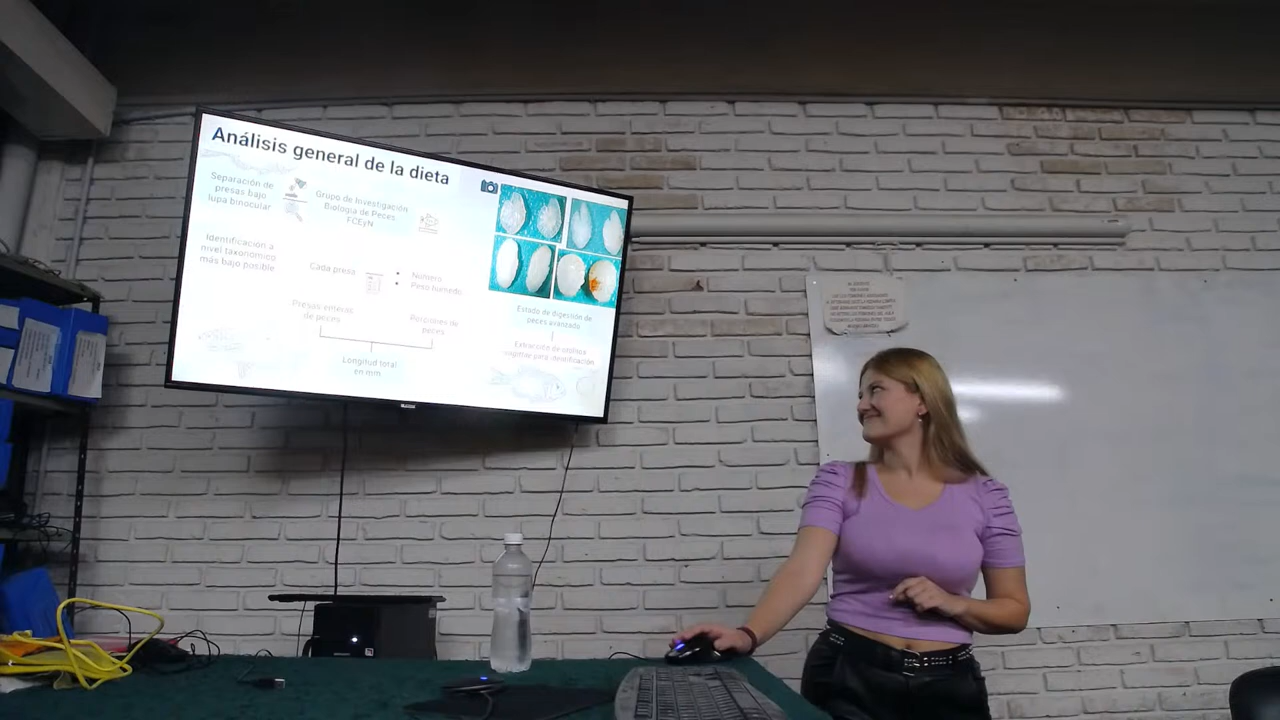 Análisis general de la dieta
Separación de
presas bajo
lupa binocular
Grupo de Investigación
Biología de Peces
FCEyN
Identificación a
nivel taxonómico
más bajo posible
Cada presa
Número
Peso húmedo
Presas enteras
de peces
Porciones de
peces
Longitud total
en mm
Estado de digestión de
peces avanzado
Extracción de otolitos
sagittae para identificación